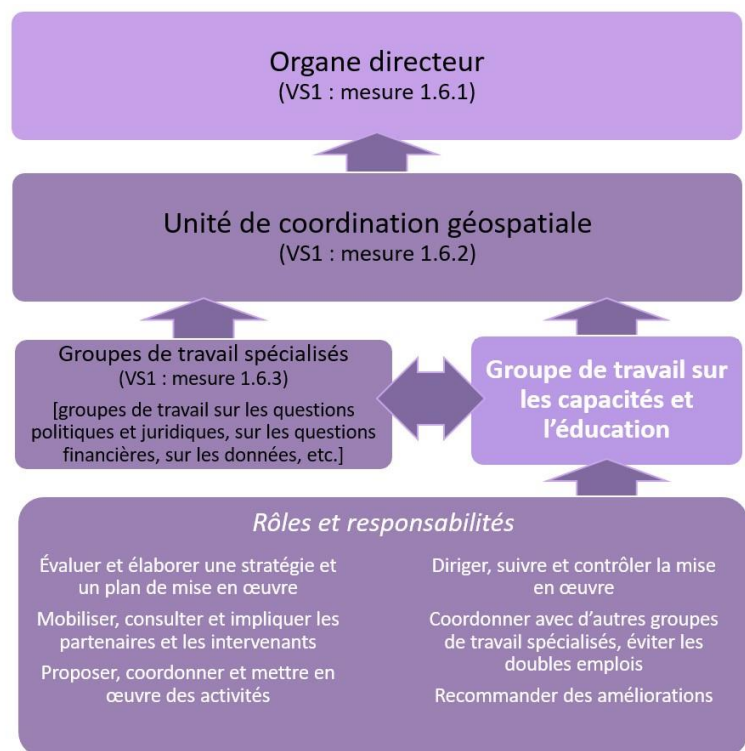 Organe directeur
(VS1 : mesure 1.6.1)
Unité de coordination géospatiale
(VS1 : mesure 1.6.2)
Groupes de travail spécialisés
(VS1 : mesure 1.6.3)
[groupes de travail sur les questions
politiques et juridiques, sur les questions
financières, sur les données, etc.]
Groupe de travail sur
les capacités et
l’éducation
Rôles et responsabilités
Évaluer et élaborer une stratégie et
un plan de mise en œuvre
Mobiliser, consulter et impliquer les
partenaires et les intervenants
Proposer, coordonner et mettre en
œuvre des activités
Diriger, suivre et contrôler la mise
en œuvre
Coordonner avec d’autres groupes
de travail spécialisés, éviter les
doubles emplois
Recommander des améliorations